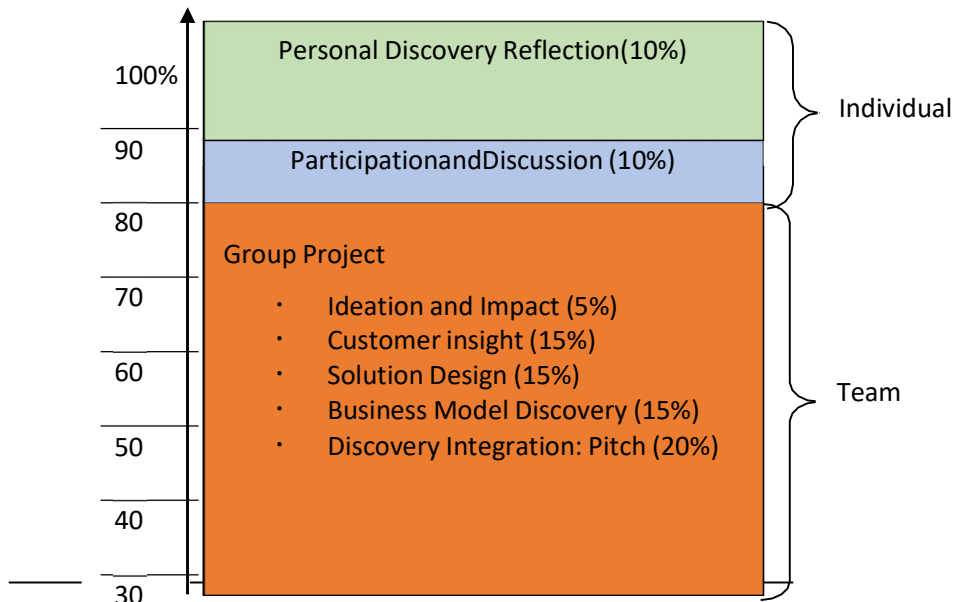 Personal Discovery Reflection(10%)
100%
Individual
90
ParticipationandDiscussion (10%)
80
Group Project
70
· Ideation and Impact (5%)
· Customer insight (15%)
60
· Solution Design (15%)
Team
· Business Model Discovery (15%)
50
· Discovery Integration: Pitch (20%)
40
30